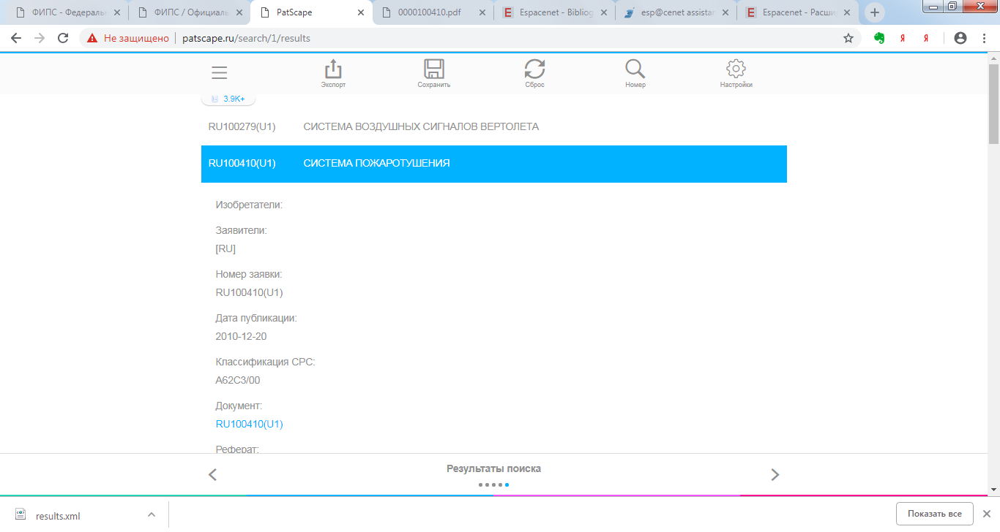 ФИПС - Федеральн
ФИПС / Официаль
PatScape
0000100410.pdf
Espacenet - Bibliog
esp@cenet assistan
Espacenet - Расши
Не защищено
patscape.ru/search/1/results
Экспорт
Сохранить
Сброс
Номер
Настройки
3.9K+
RU100279(U1) СИСТЕМА ВОЗДУШНЫХ СИГНАЛОВ ВЕРТОЛЕТА
RU100410(U1) СИСТЕМА ПОЖАРОТУШЕНИЯ
Изобретатели:
Заявители:
[RU]
Номер заявки:
RU100410(U1)
Дата публикации:
2010-12-20
Классификация CPC:
A62C3/00
Документ:
RU100410(U1)
Реферат:
Результаты поиска
results.xml
Показать все